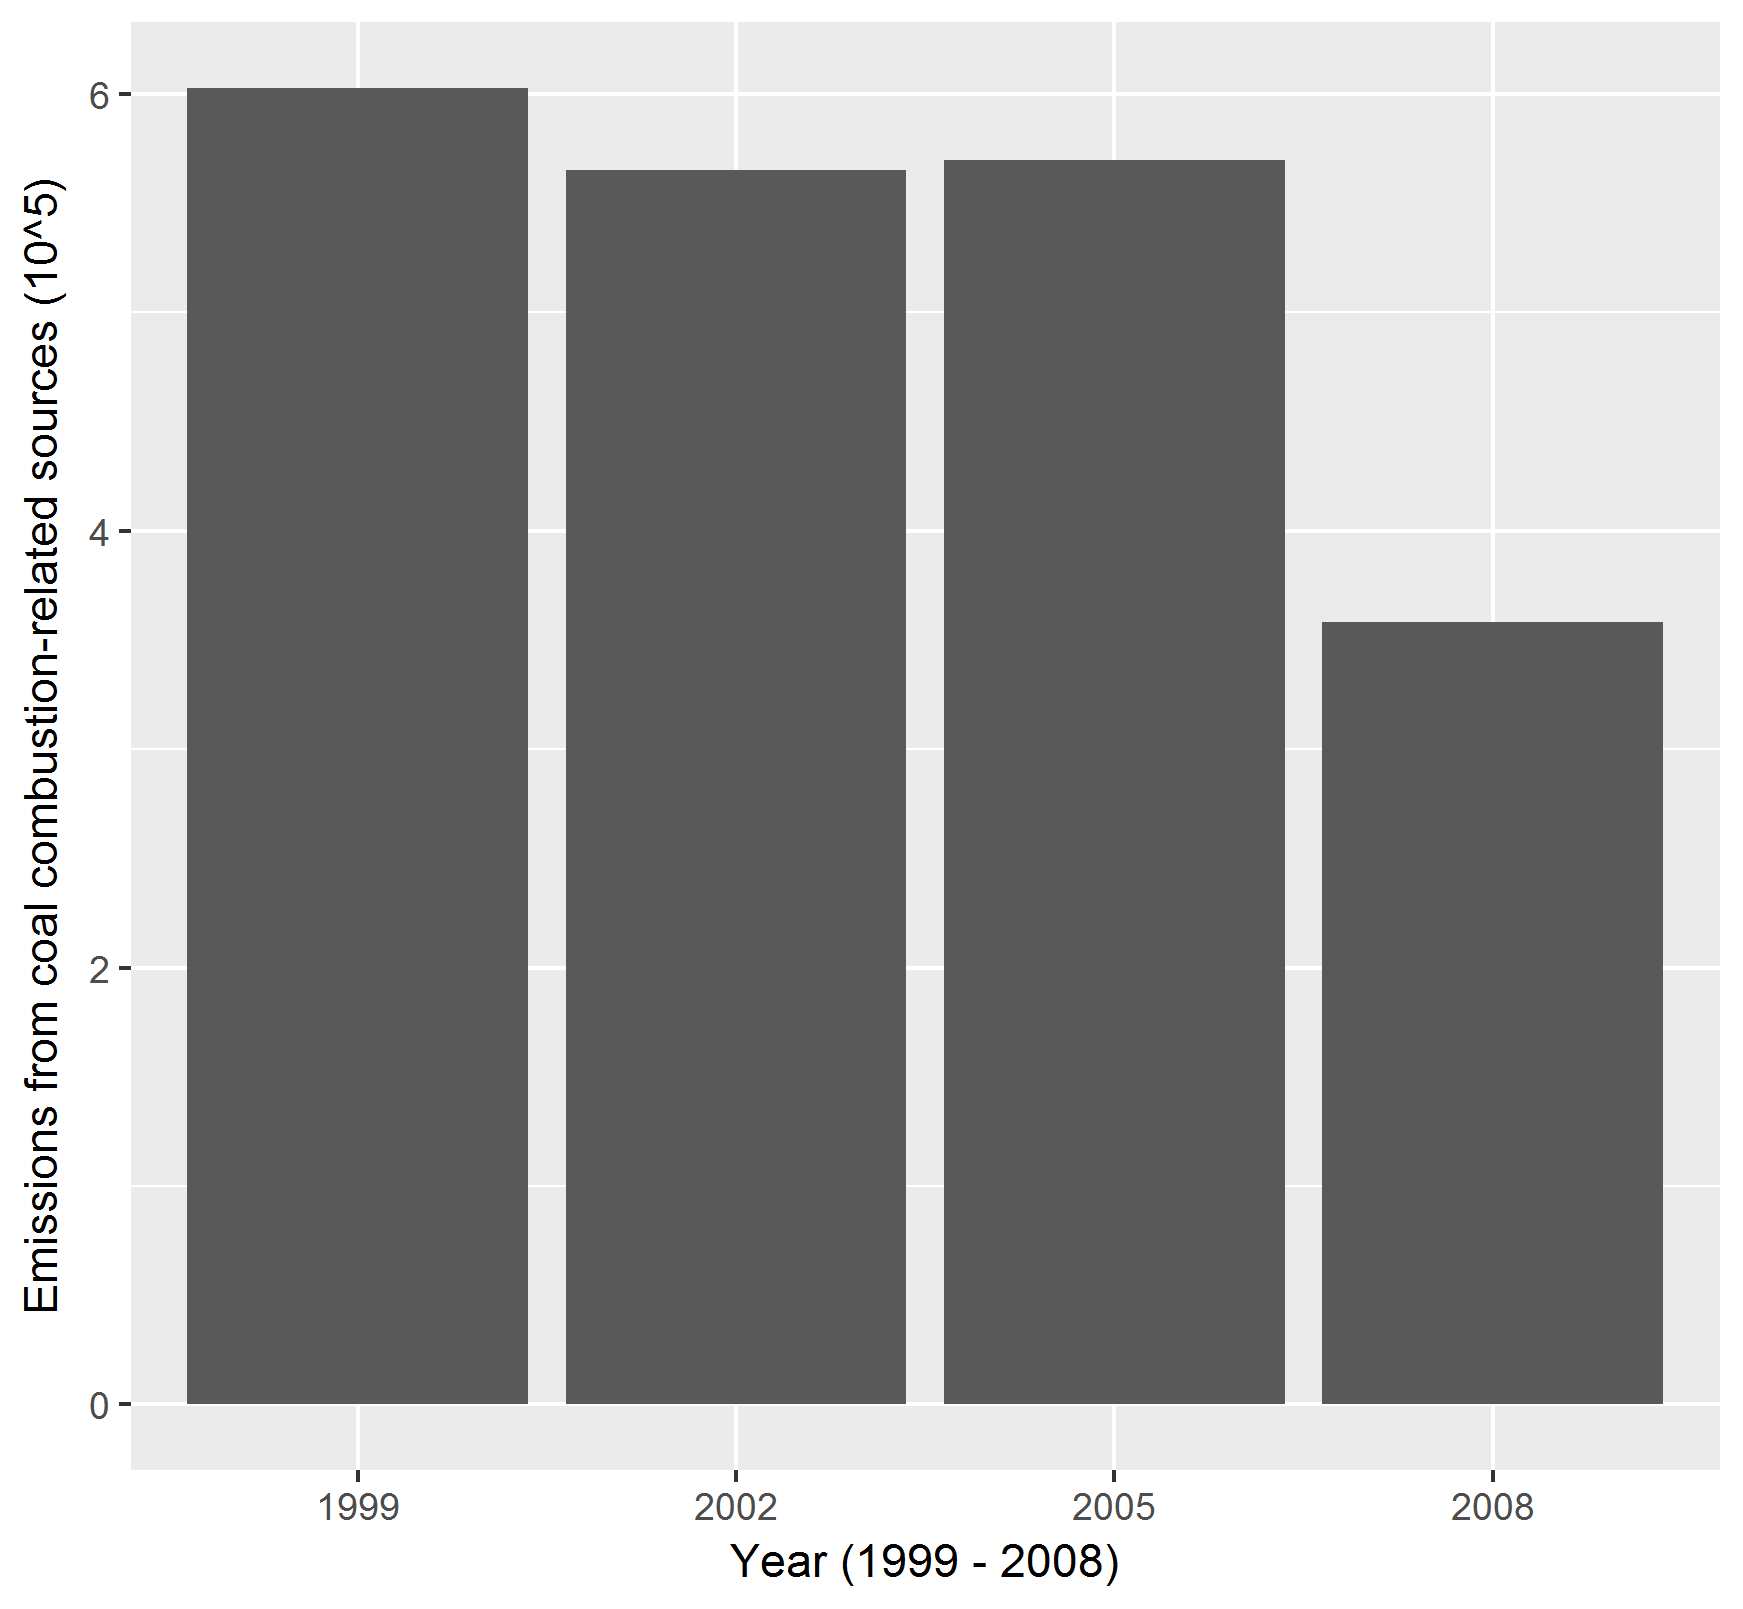 Emissions from coal combustion-related sources (10^5)
6
4
2
0
1999 2002 2005 2008
Year (1999 - 2008)